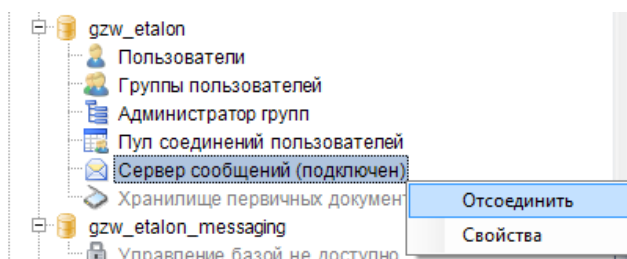 gzw_etalon
Пользователи
Группы пользователей
Администратор групп
Пул соединений пользователей
Сервер сообщений (подключен)
Хранилище первичных
Отсоединить
gzw_etalon_messaging
Свойства
Управление базой не доступно